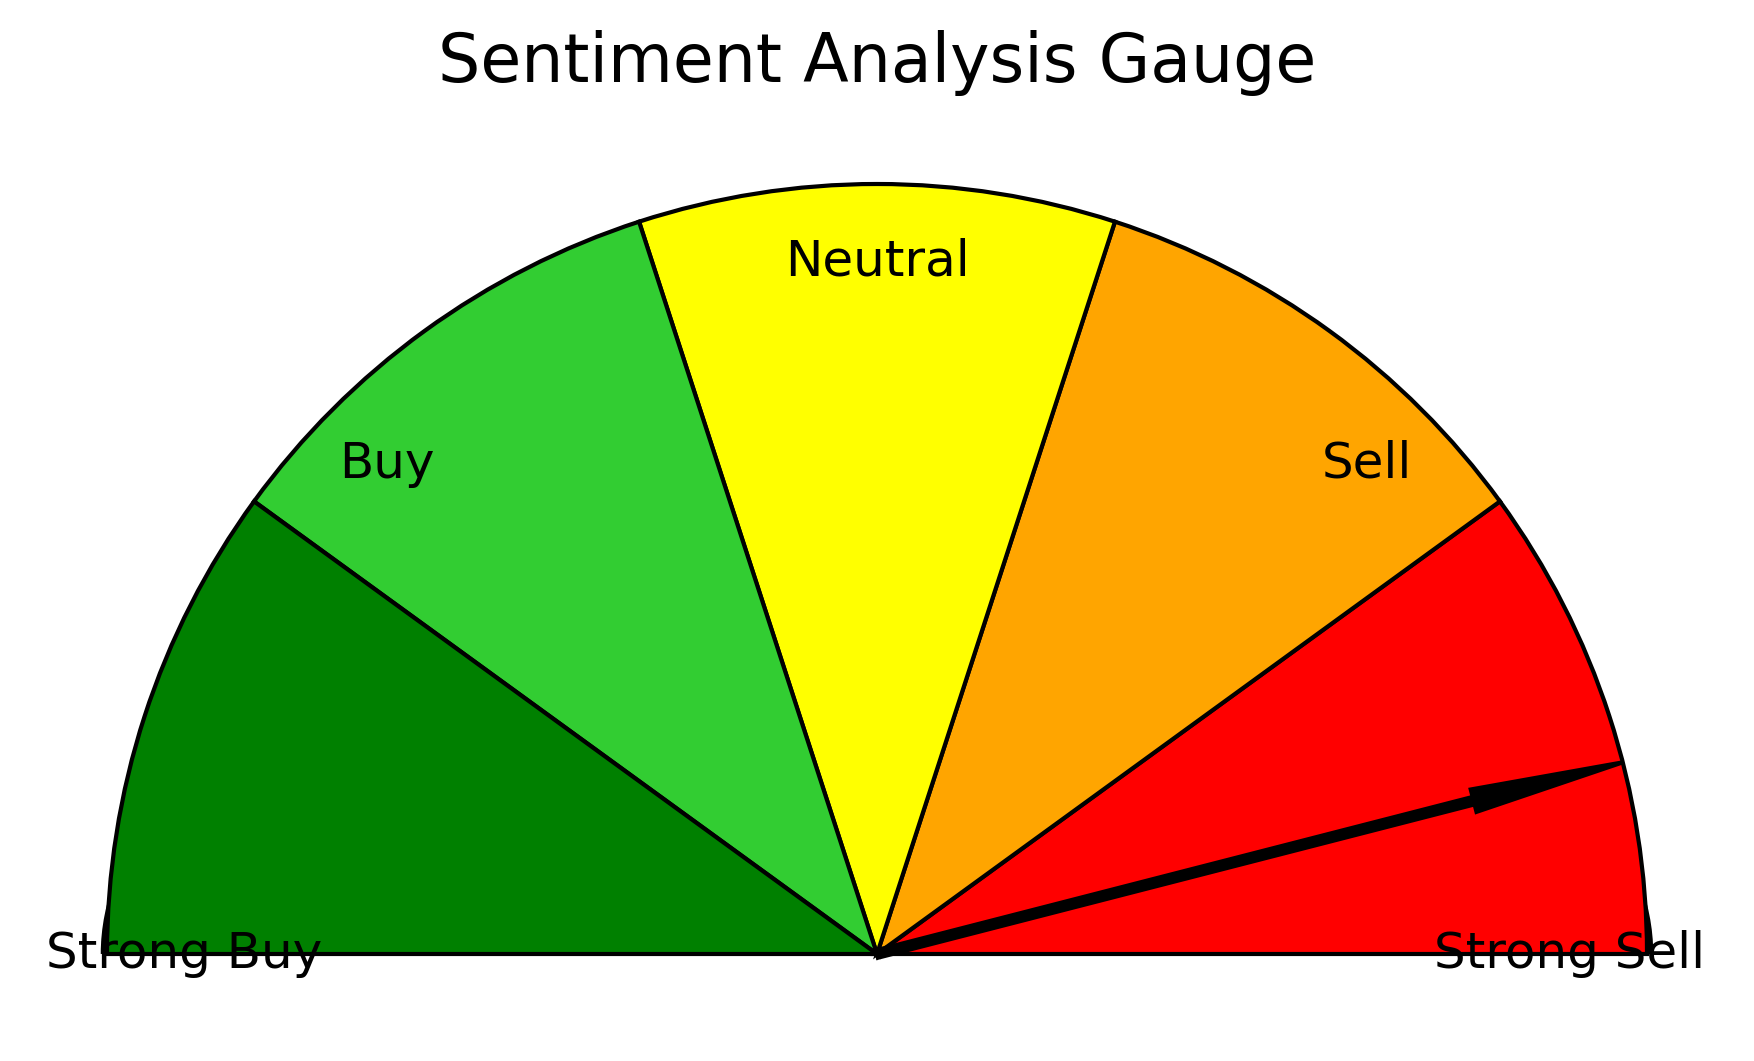 Sentiment Analysis Gauge
Neutral
Buy
Sell
Strong Buy
Strong Sell